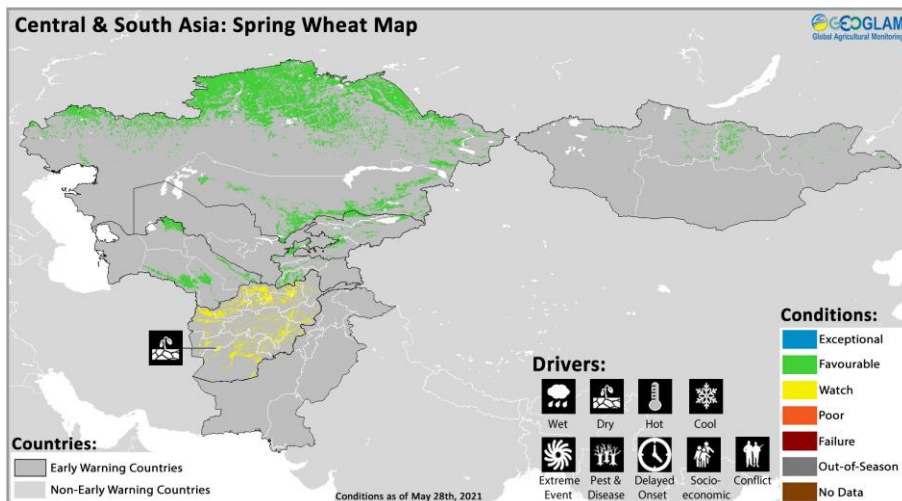 Central & South Asia: Spring Wheat Map
GEOGLAM
Global Agricultural Monitoring
Conditions:
Exceptional
Favourable
Watch
Poor
Failure
Out-of-Season
No Data
Drivers:
Wet
Dry
Hot
Cool
Extreme Event
Pest & Disease
Delayed Onset
Socio-economic
Conflict
Countries:
Early Warning Countries
Non-Early Warning Countries
Conditions as of May 28th, 2021